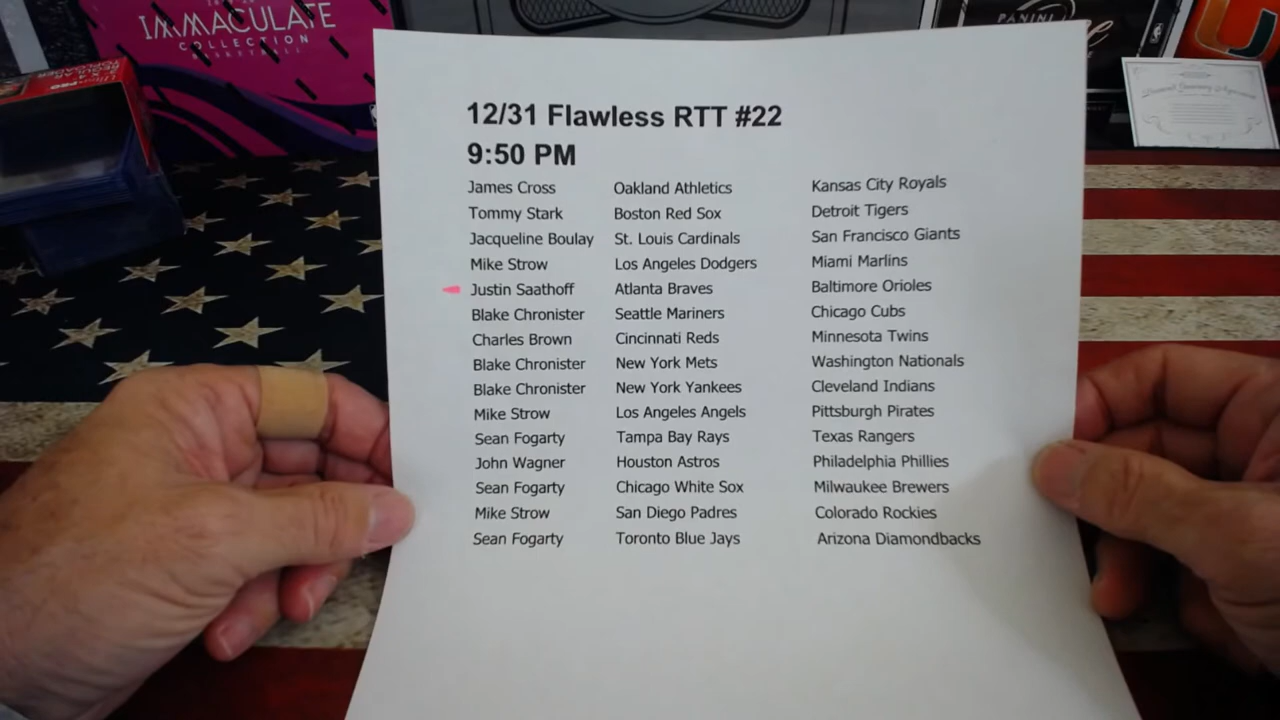 IMMACULATE
COLLECTION
BASKETBALL
PANINI
12/31 Flawless RTT #22
9:50 PM
James Cross Oakland Athletics Kansas City Royals
Tommy Stark Boston Red Sox Detroit Tigers
Jacqueline Boulay St. Louis Cardinals San Francisco Giants
Mike Strow Los Angeles Dodgers Miami Marlins
Justin Saathoff Atlanta Braves Baltimore Orioles
Blake Chronister Seattle Mariners Chicago Cubs
Charles Brown Cincinnati Reds Minnesota Twins
Blake Chronister New York Mets Washington Nationals
Blake Chronister New York Yankees Cleveland Indians
Mike Strow Los Angeles Angels Pittsburgh Pirates
Sean Fogarty Tampa Bay Rays Texas Rangers
John Wagner Houston Astros Philadelphia Phillies
Sean Fogarty Chicago White Sox Milwaukee Brewers
Mike Strow San Diego Padres Colorado Rockies
Sean Fogarty Toronto Blue Jays Arizona Diamondbacks